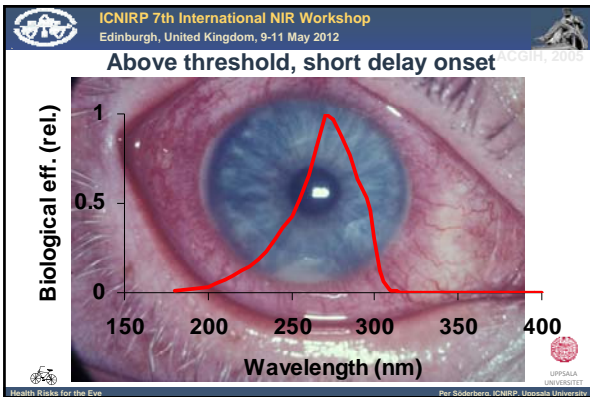 ICNIRP 7th International NIR Workshop
Edinburgh, United Kingdom, 9-11 May 2012
Above threshold, short delay onset
ACGIH, 2005
Biological eff. (rel.)
1
0.5
0
150 200 250 300 350 400
Wavelength (nm)
UPPSALA
UNIVERSITET
Health Risks for the Eye
Per Söderberg, ICNIRP, Uppsala University